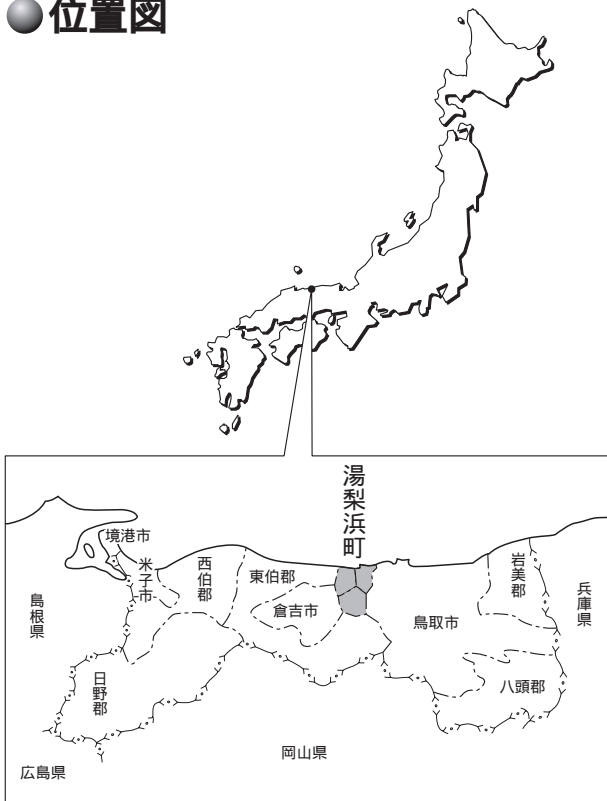 ●位置図
湯梨浜町
境港市
米子市
西伯郡
東伯郡
倉吉市
鳥取市
岩美郡
兵庫県
島根県
日野郡
八頭郡
岡山県
広島県